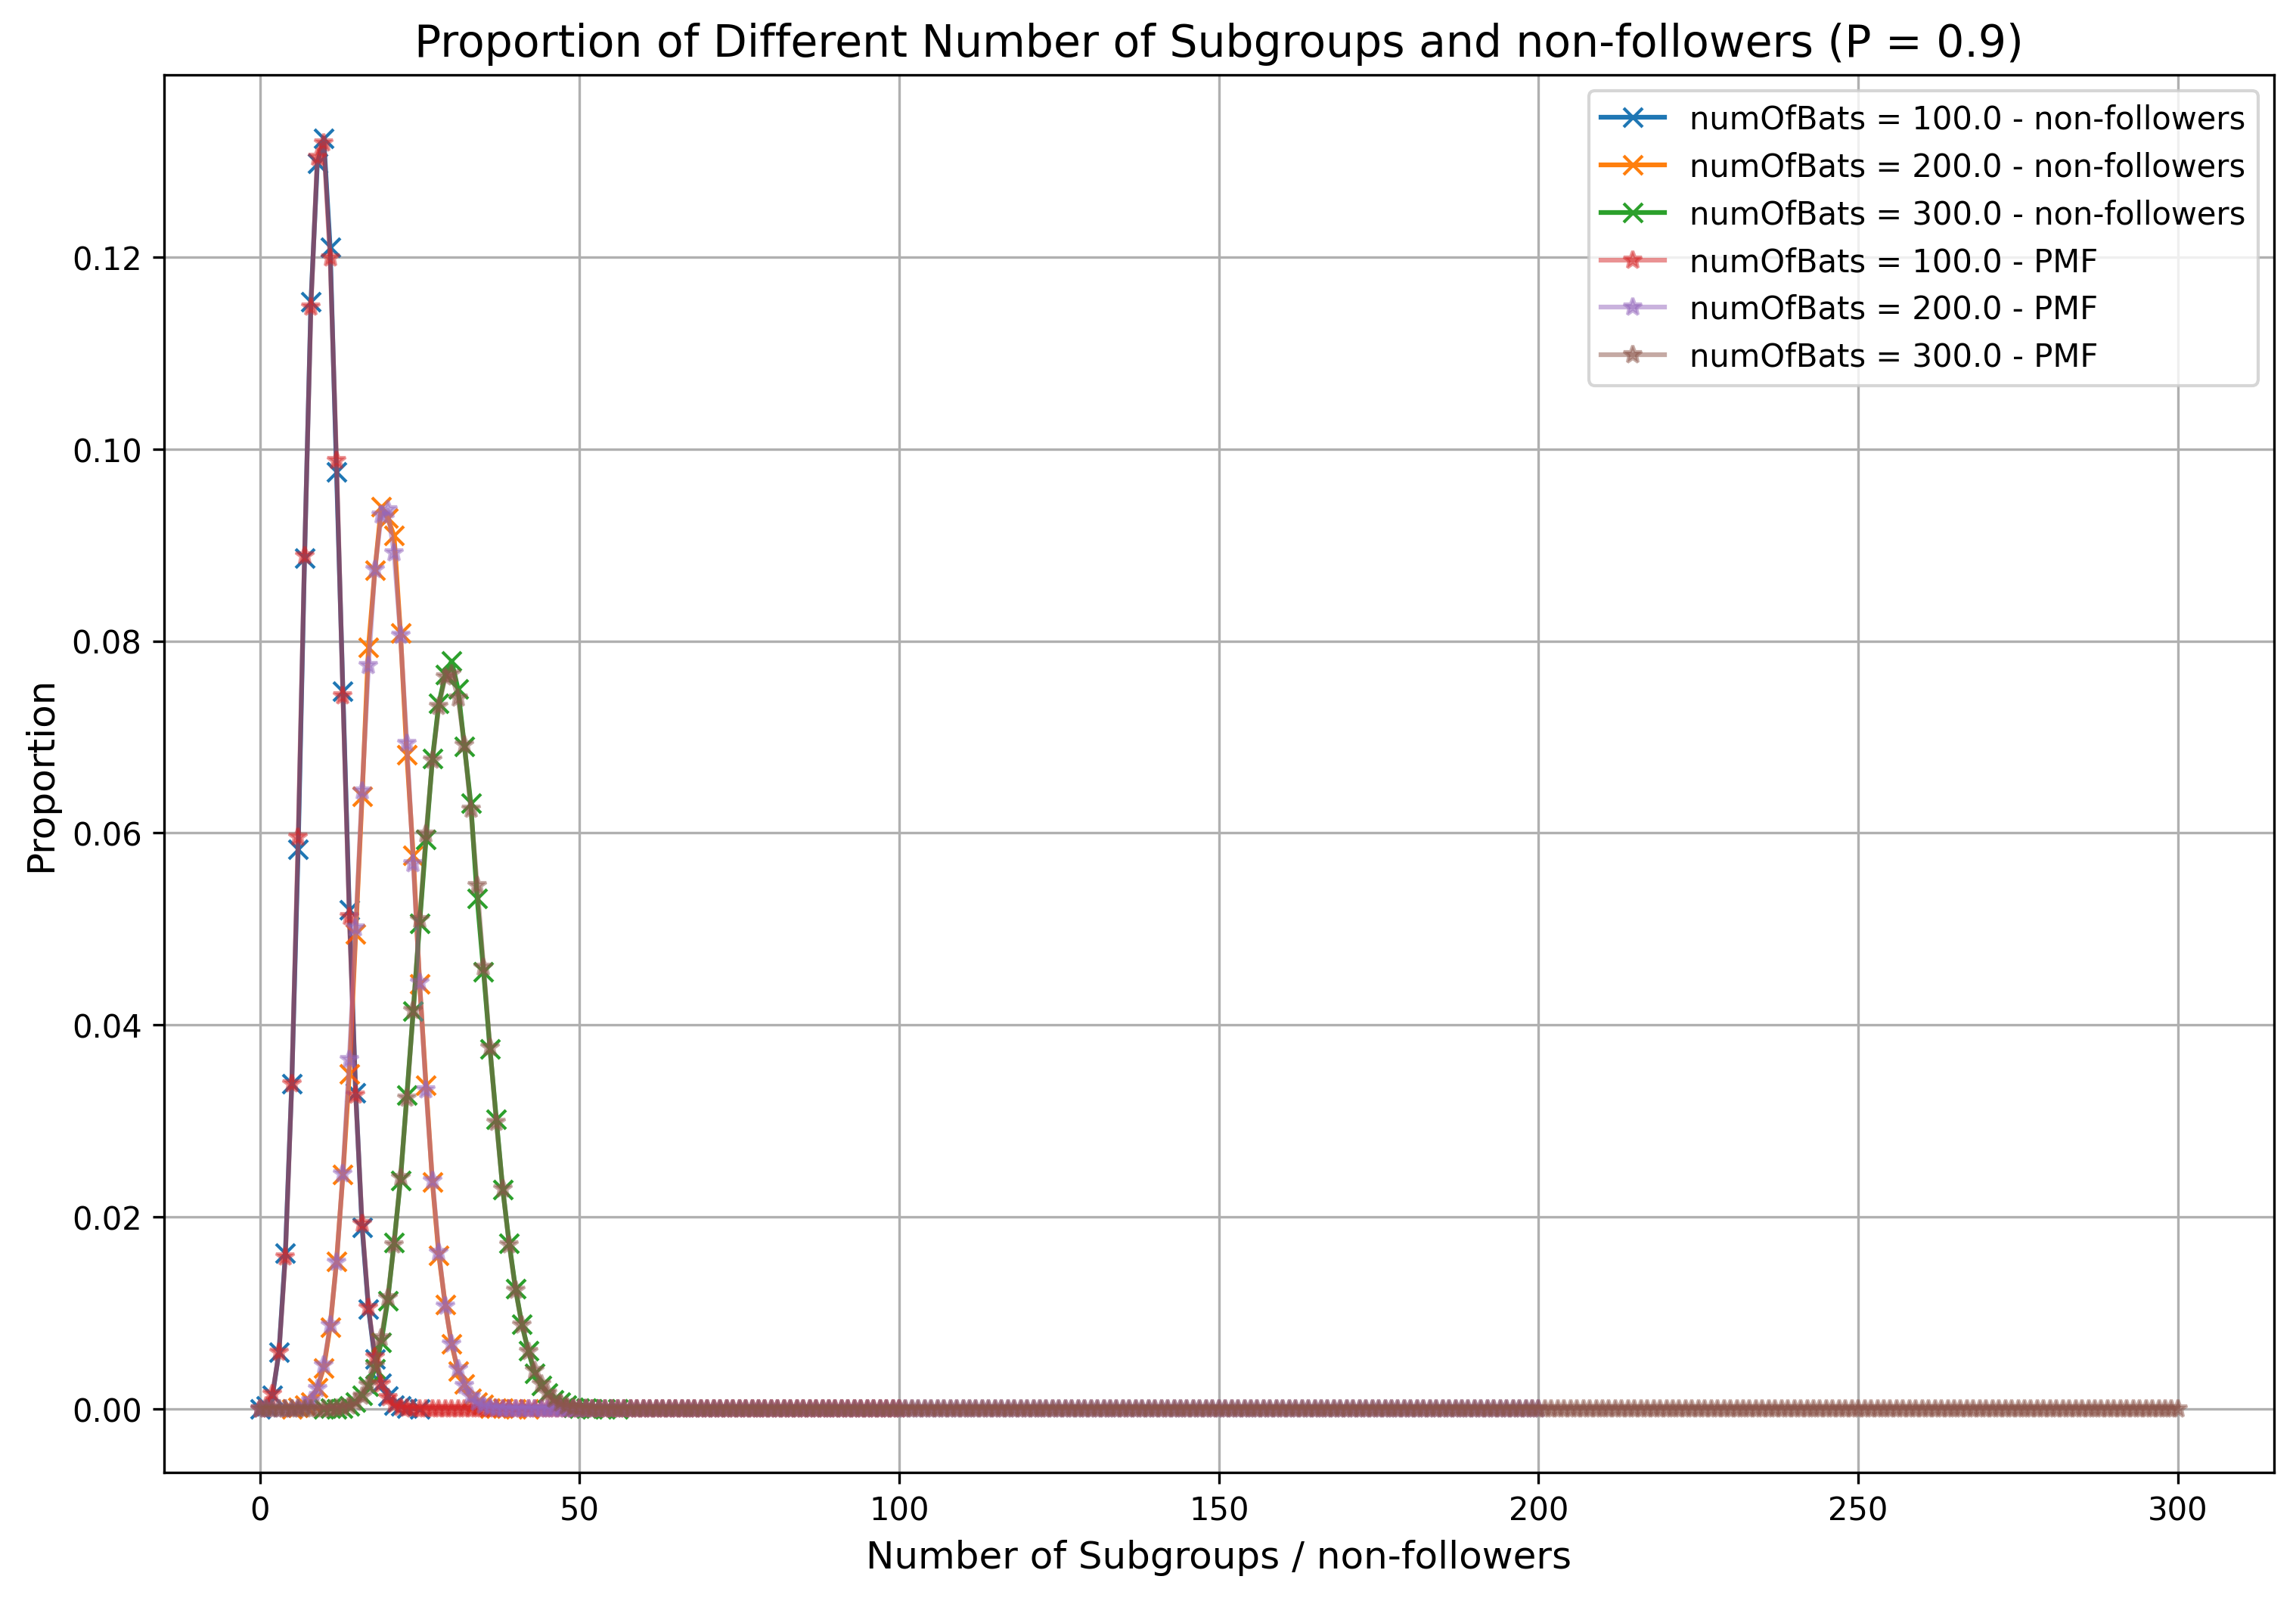 Proportion of Different Number of Subgroups and non-followers (P = 0.9)
numOfBats = 100.0 - non-followers
numOfBats = 200.0 - non-followers
numOfBats = 300.0 - non-followers
numOfBats = 100.0 - PMF
numOfBats = 200.0 - PMF
numOfBats = 300.0 - PMF
Proportion
0.12
0.10
0.08
0.06
0.04
0.02
0.00
0 50 100 150 200 250 300
Number of Subgroups / non-followers